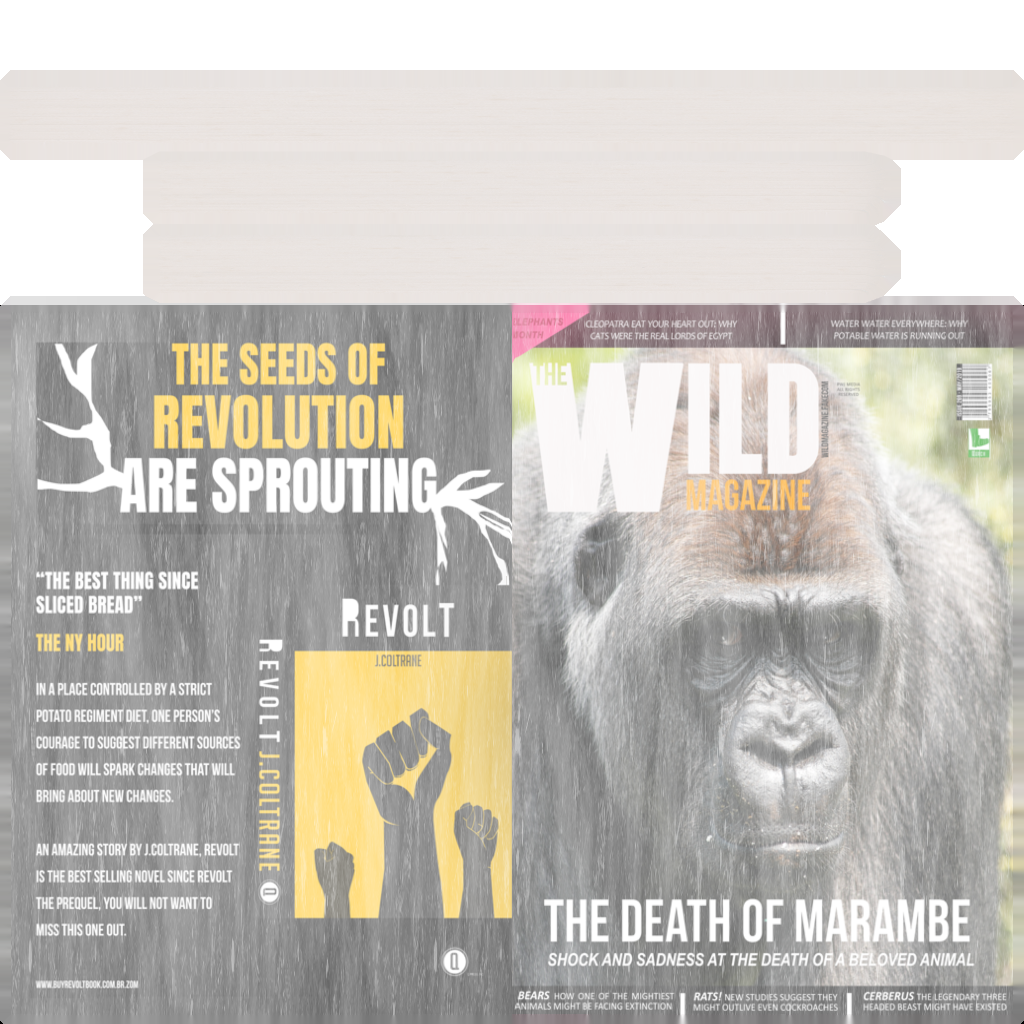 THE SEEDS OF
REVOLUTION
ARE SPROUTING
“THE BEST THING SINCE
SLICED BREAD”
THE NY HOUR
IN A PLACE CONTROLLED BY A STRICT
POTATO REGIMENT DIET, ONE PERSON'S
COURAGE TO SUGGEST DIFFERENT SOURCES
OF FOOD WILL SPARK CHANGES THAT WILL
BRING ABOUT NEW CHANGES.
AN AMAZING STORY BY J.COLTRANE, REVOLT
IS THE BEST SELLING NOVEL SINCE REVOLT
THE PREQUEL, YOU WILL NOT WANT TO
MISS THIS ONE OUT.
WWW.BUYREVOLTBOOK.COM.BR.ZOM
REVOLT J.COLTRANE Q
REVOLT
J.COLTRANE
Q
ELEPHANTS
MONTH
CLEOPATRA EAT YOUR HEART OUT: WHY
CATS WERE THE REAL LORDS OF EGYPT
WATER WATER EVERYWHERE: WHY
POTABLE WATER IS RUNNING OUT
THE
WILD
MAGAZINE
THE DEATH OF MARAMBE
SHOCK AND SADNESS AT THE DEATH OF A BELOVED ANIMAL
BEARS HOW ONE OF THE MIGHTIEST
ANIMALS MIGHT BE FACING EXTINCTION
RATS! NEW STUDIES SUGGEST THEY
MIGHT OUTLIVE EVEN COCKROACHES
CERBERUS THE LEGENDARY THREE
HEADED BEAST MIGHT HAVE EXISTED